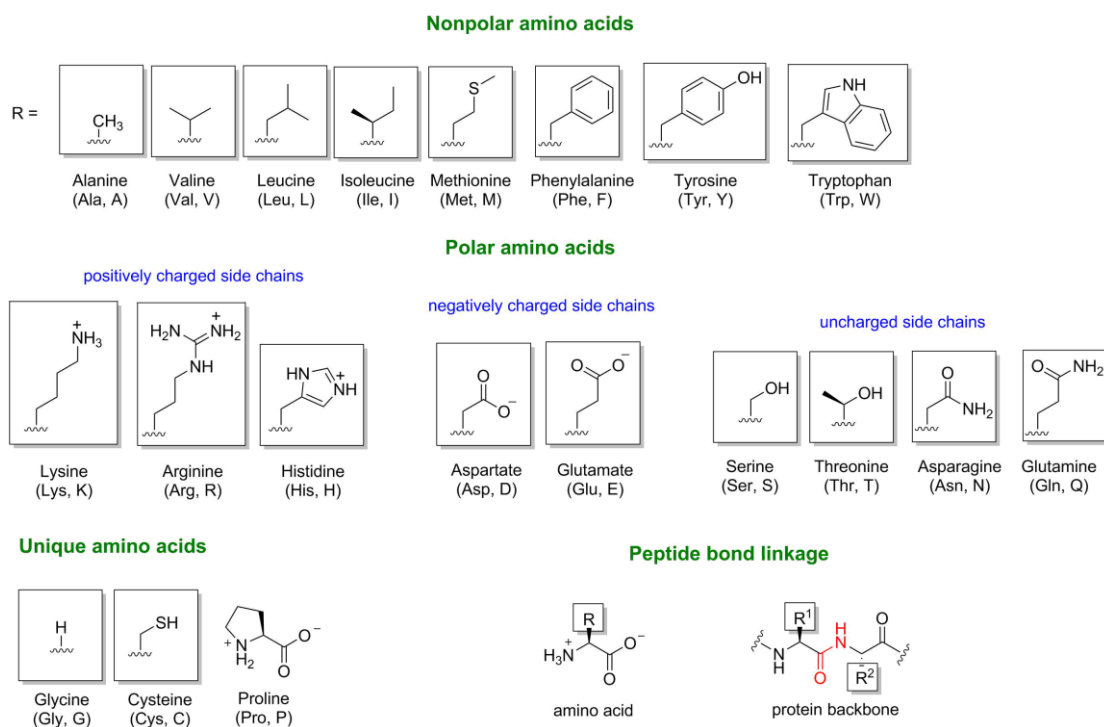 Nonpolar amino acids
R =
CH3
S
OH
NH
Alanine
(Ala, A)
Valine
(Val, V)
Leucine
(Leu, L)
Isoleucine
(Ile, I)
Methionine
(Met, M)
Phenylalanine
(Phe, F)
Tyrosine
(Tyr, Y)
Tryptophan
(Trp, W)
Polar amino acids
positively charged side chains
negatively charged side chains
uncharged side chains
+
NH3
H2N
+
NH2
NH
HN
+
NH
O
O−
O
O−
OH
OH
O
NH2
O
NH2
Lysine
(Lys, K)
Arginine
(Arg, R)
Histidine
(His, H)
Aspartate
(Asp, D)
Glutamate
(Glu, E)
Serine
(Ser, S)
Threonine
(Thr, T)
Asparagine
(Asn, N)
Glutamine
(Gln, Q)
Unique amino acids
Peptide bond linkage
H
SH
+
N
H2
O−
O
R
+
H3N
O−
O
R1
N
H
O
H
N
R2
O
Glycine
(Gly, G)
Cysteine
(Cys, C)
Proline
(Pro, P)
amino acid
protein backbone